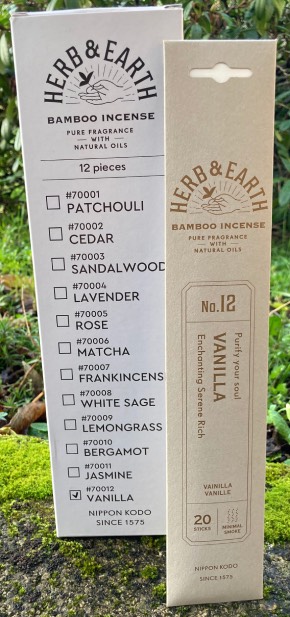 HERB & EARTH
BAMBOO INCENSE
PURE FRAGRANCE
WITH
NATURAL OILS
12 pieces
#70001
PATCHOULI
#70002
CEDAR
#70003
SANDALWOOD
#70004
LAVENDER
#70005
ROSE
#70006
MATCHA
#70007
FRANKINCENS
#70008
WHITE SAGE
#70009
LEMONGRASS
#70010
BERGAMOT
#70011
JASMINE
#70012
VANILLA
NIPPON KODO
SINCE 1575
HERB & EARTH
BAMBOO INCENSE
PURE FRAGRANCE
WITH
NATURAL OILS
No.12
Purify your soul
VANILLA
Enchanting Serene Rich
VAINILLA
VANILLE
20
STICKS
MINIMAL
SMOKE
NIPPON KODO
SINCE 1575